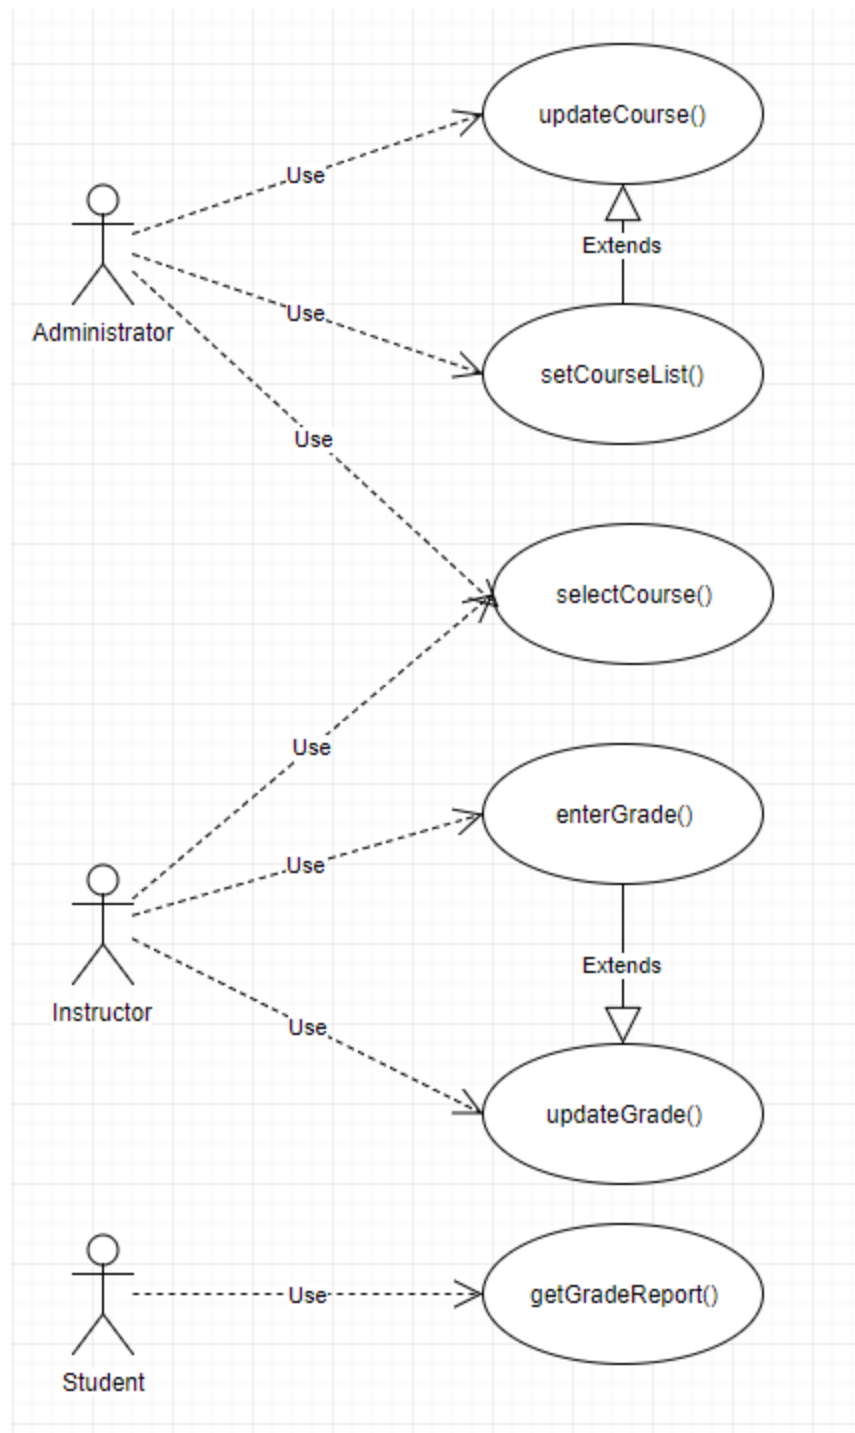 updateCourse()
Use
Extends
Administrator
Use
setCourseList()
Use
selectCourse()
Use
enterGrade()
Use
Extends
Instructor
Use
updateGrade()
Use
getGradeReport()
Student